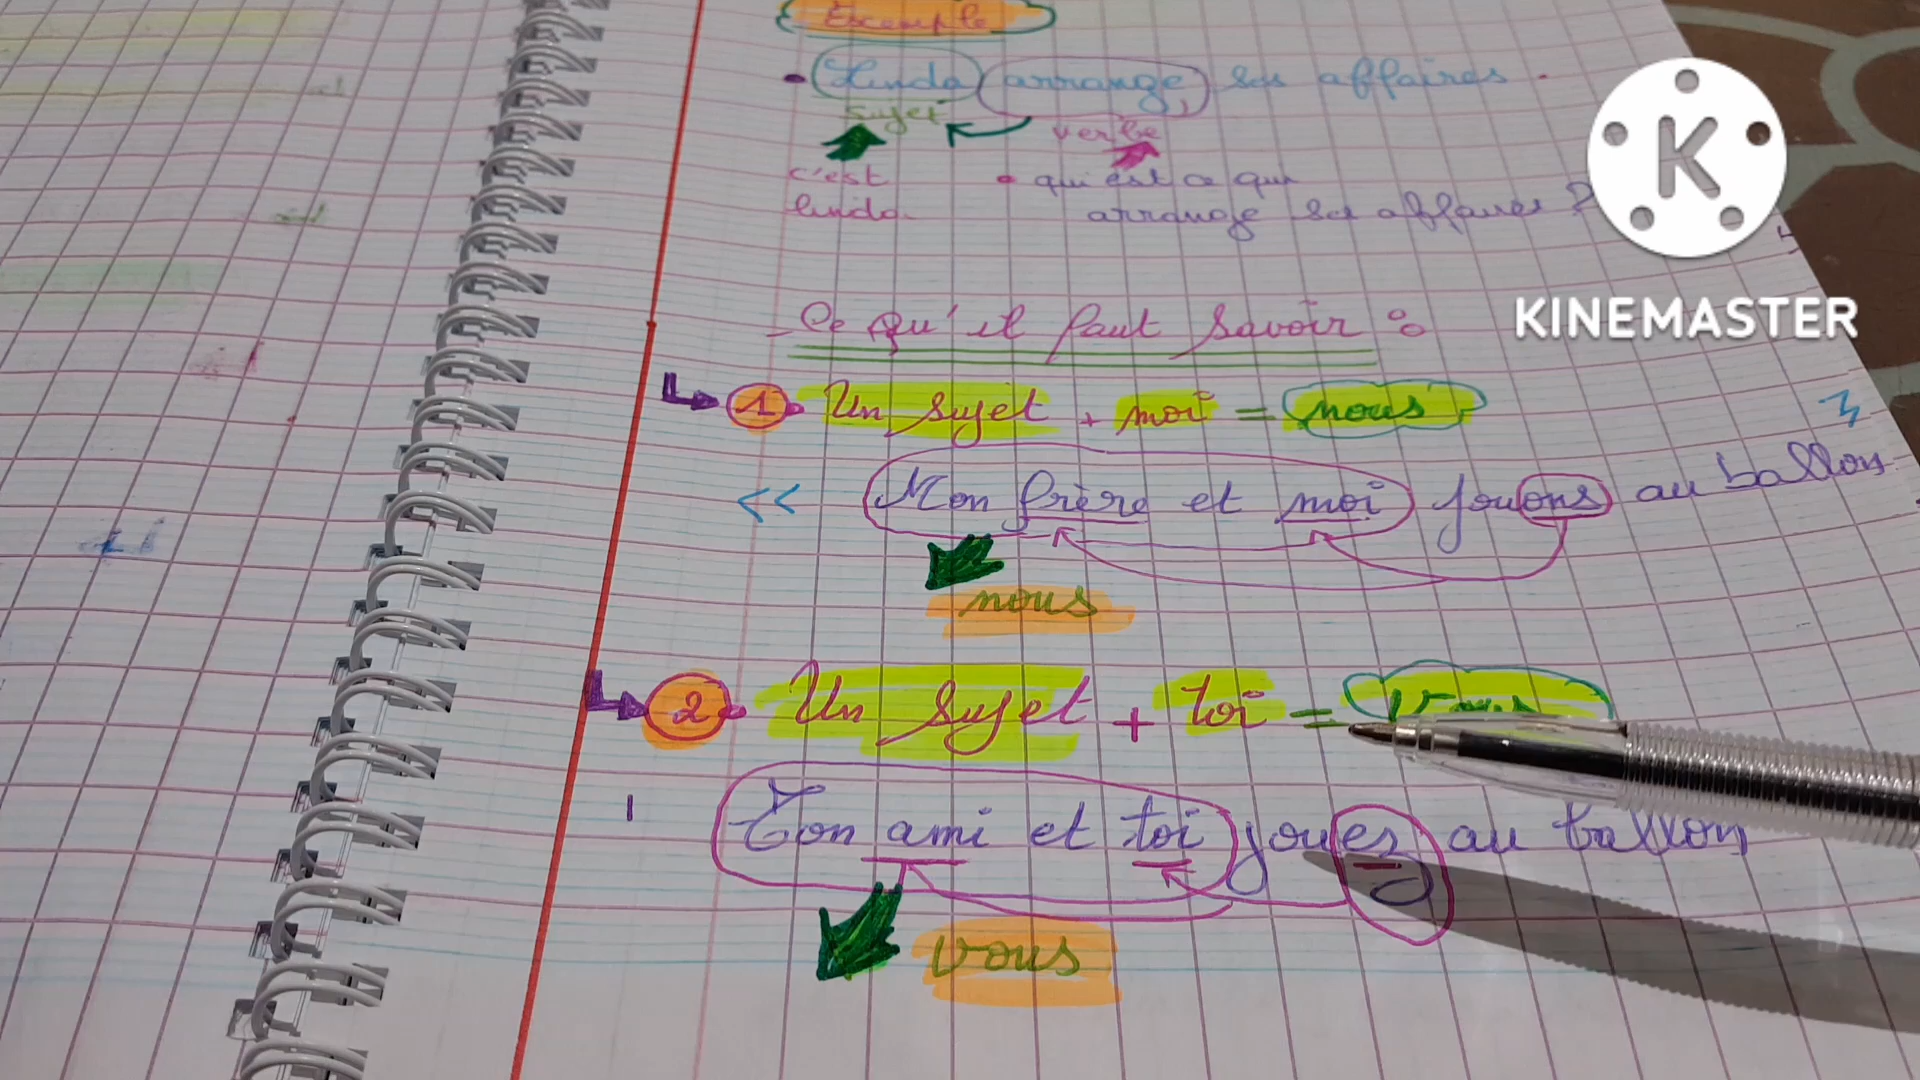 Exemple
• Linda arrange ses affaires.
sujet verbe
c'est • qui est ce qui
linda. arrange ses affaires ?
K
KINEMASTER
- Ce qu'il faut savoir :
1. Un sujet + moi = nous
<< Mon frère et moi jouons au ballon
nous
2. Un sujet + toi = vous
Ton ami et toi jouez au ballon
vous